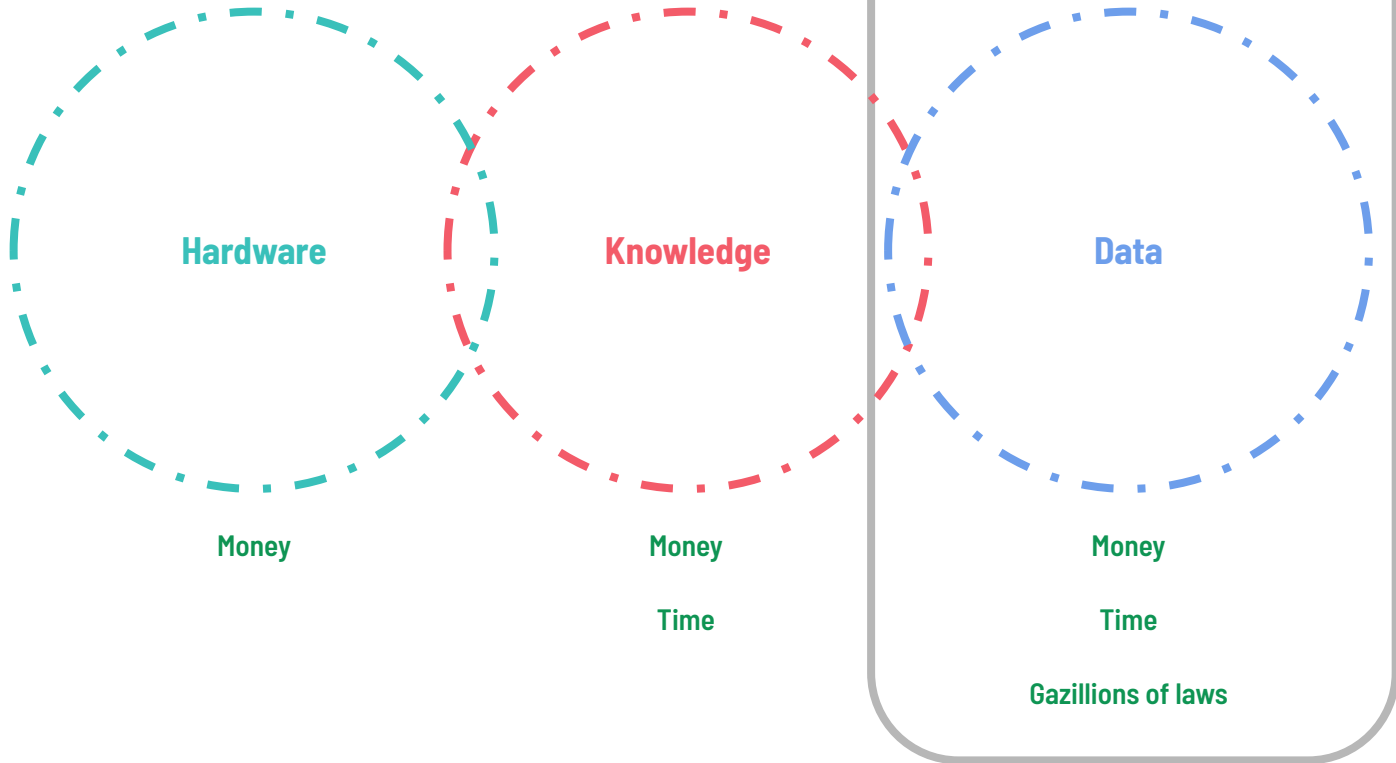 Hardware
Knowledge
Data
Money
Money
Money
Time
Time
Gazillions of laws